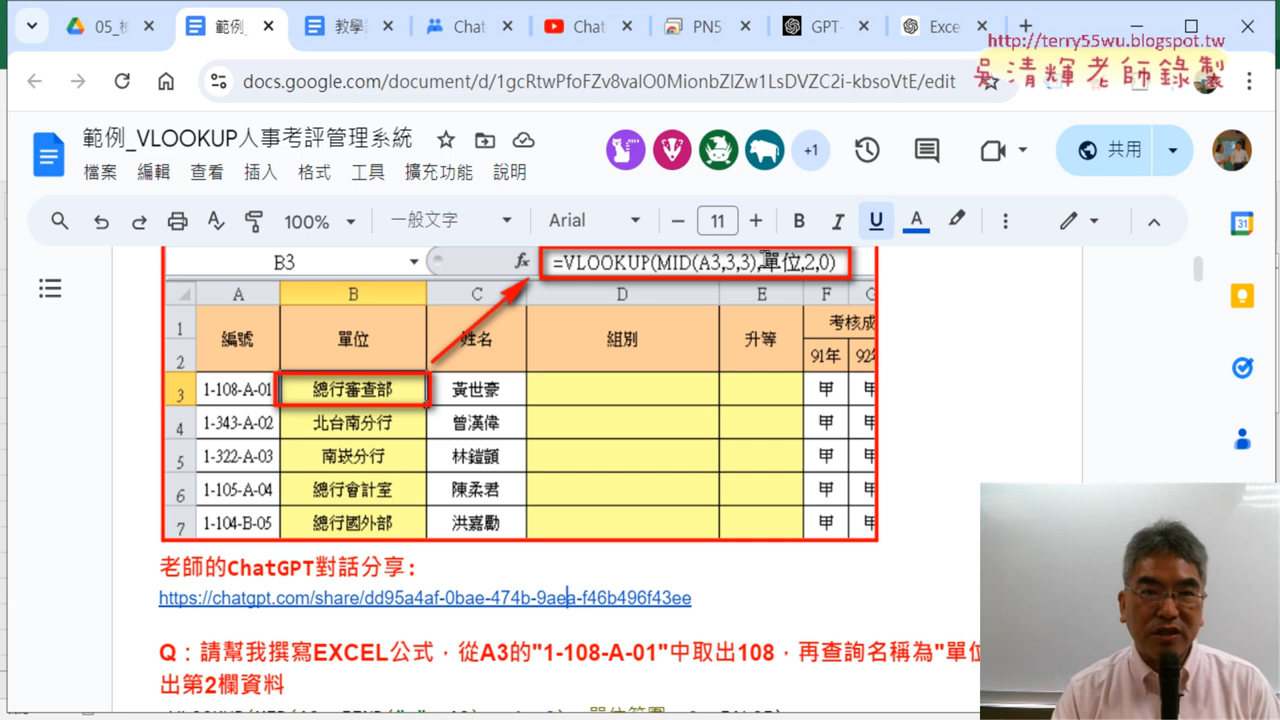 05_
範例_
教學
Chat
Chat
PN5
GPT-
Exce
http://terry55wu.blogspot.tw
吳清輝老師錄製
docs.google.com/document/d/1gcRtwPfoFZv8valO0MionbZlZw1LsDVZC2i-kbsoVtE/edit
範例_VLOOKUP人事考評管理系統
+1
共用
檔案 編輯 查看 插入 格式 工具 擴充功能 說明
100% 一般文字 Arial 11 B I U A
31
B3 fx =VLOOKUP(MID(A3,3,3),單位,2,0)
A B C D E F
1 編號 單位 姓名 組別 升等 考核成
2 91年 92
3 1-108-A-01 總行審查部 黃世豪 甲 甲
4 1-343-A-02 北台南分行 曾漢偉 甲 甲
5 1-322-A-03 南崁分行 林鎧顗 甲 甲
6 1-105-A-04 總行會計室 陳柔君 甲 甲
7 1-104-B-05 總行國外部 洪嘉勵 甲 甲
老師的ChatGPT對話分享:
https://chatgpt.com/share/dd95a4af-0bae-474b-9aea-f46b496f43ee
Q：請幫我撰寫EXCEL公式，從A3的"1-108-A-01"中取出108，再查詢名稱為"單位
出第2欄資料